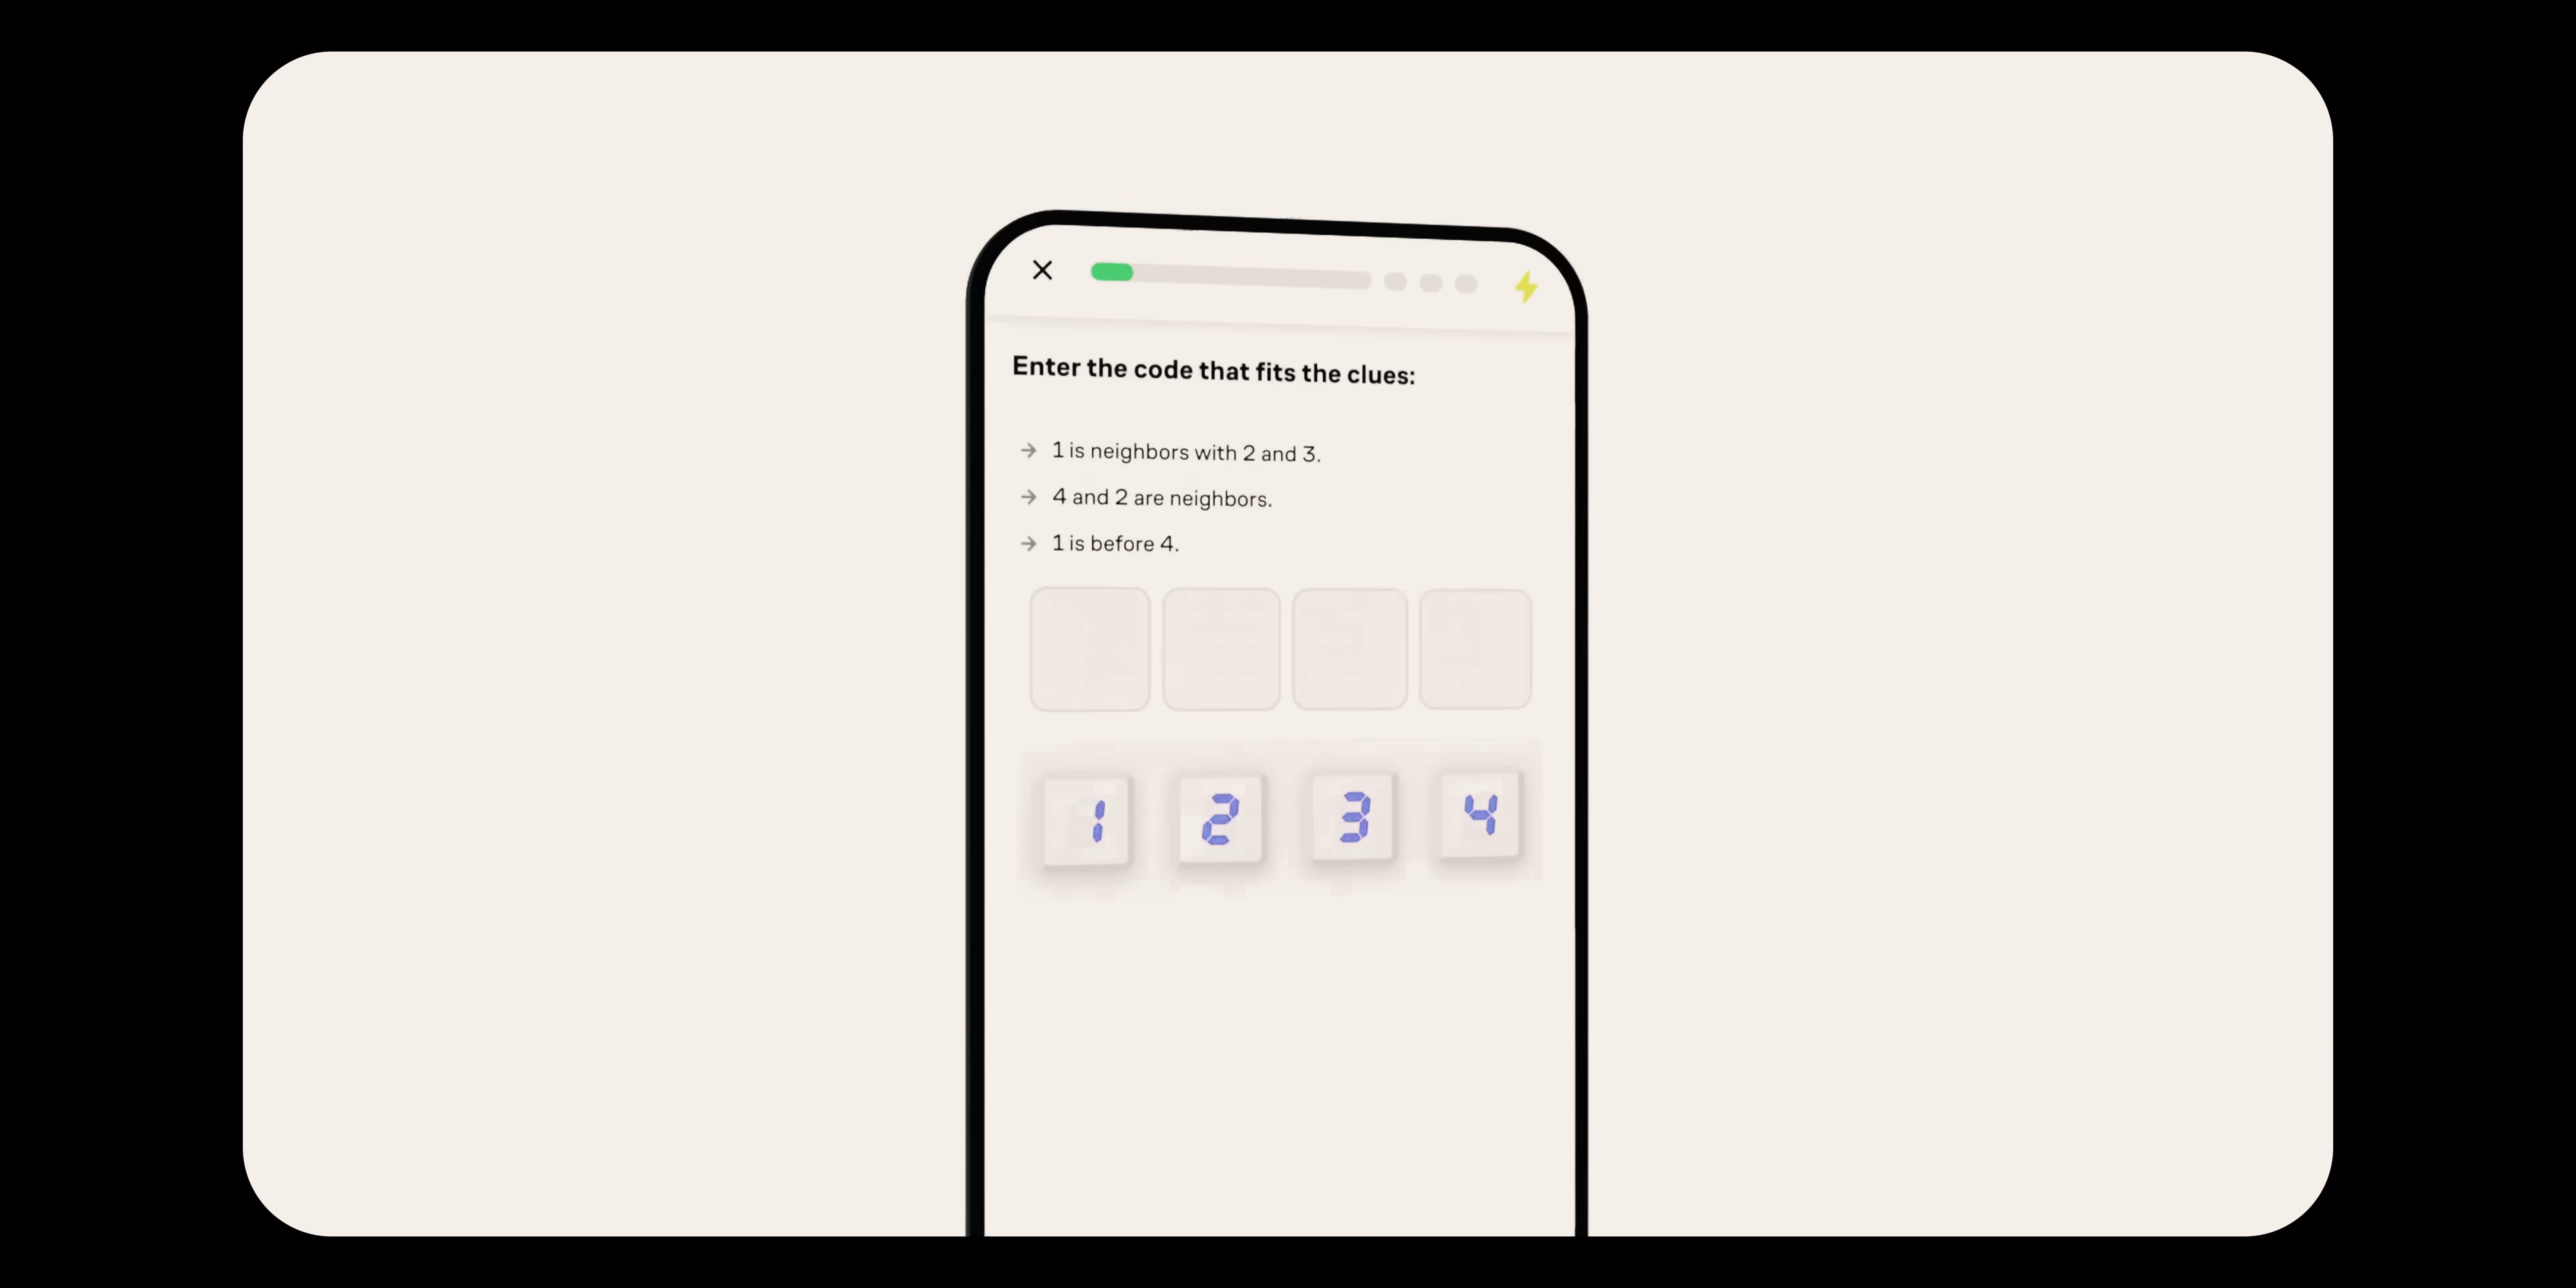 Enter the code that fits the clues:
→ 1 is neighbors with 2 and 3.
→ 4 and 2 are neighbors.
→ 1 is before 4.
1 2 3 4